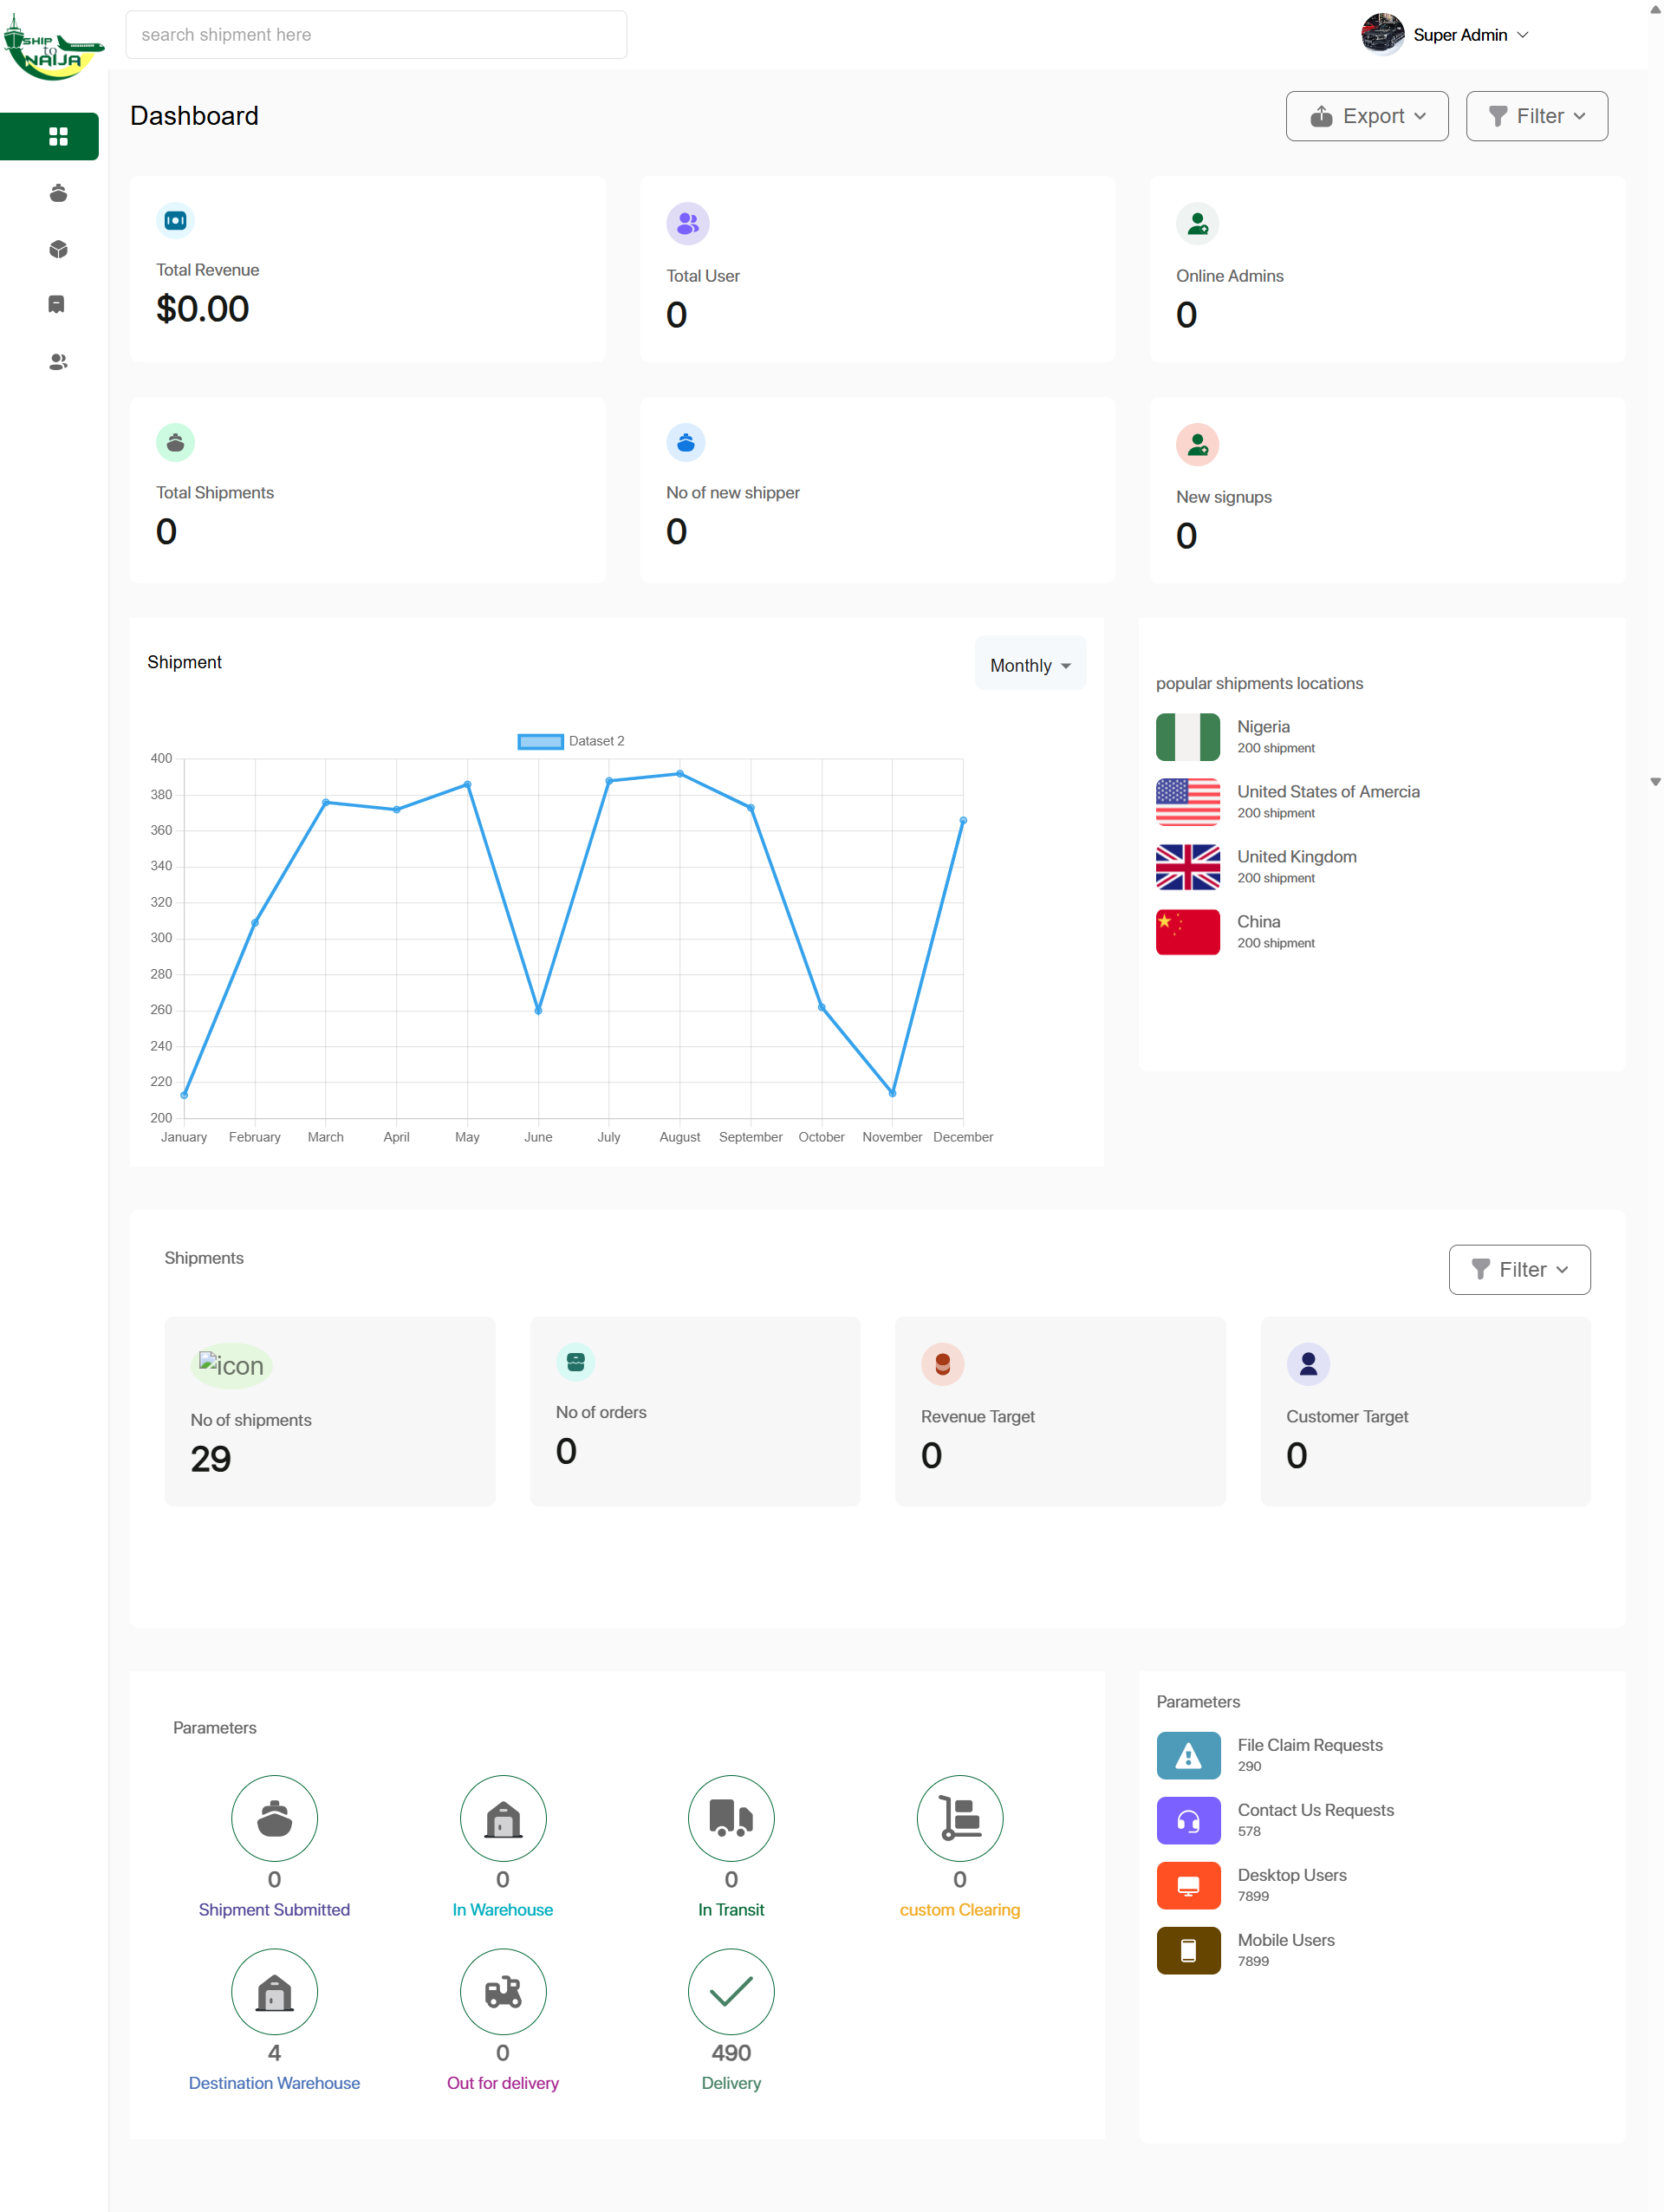 SHIP
to
NAIJA
search shipment here
Super Admin
Dashboard
Export
Filter
Total Revenue
$0.00
Total User
0
Online Admins
0
Total Shipments
0
No of new shipper
0
New signups
0
Shipment
Monthly
Dataset 2
400
380
360
340
320
300
280
260
240
220
200
January February March April May June July August September October November December
popular shipments locations
Nigeria
200 shipment
United States of Amercia
200 shipment
United Kingdom
200 shipment
China
200 shipment
Shipments
Filter
icon
No of shipments
29
No of orders
0
Revenue Target
0
Customer Target
0
Parameters
0
Shipment Submitted
0
In Warehouse
0
In Transit
0
custom Clearing
4
Destination Warehouse
0
Out for delivery
490
Delivery
Parameters
File Claim Requests
290
Contact Us Requests
578
Desktop Users
7899
Mobile Users
7899